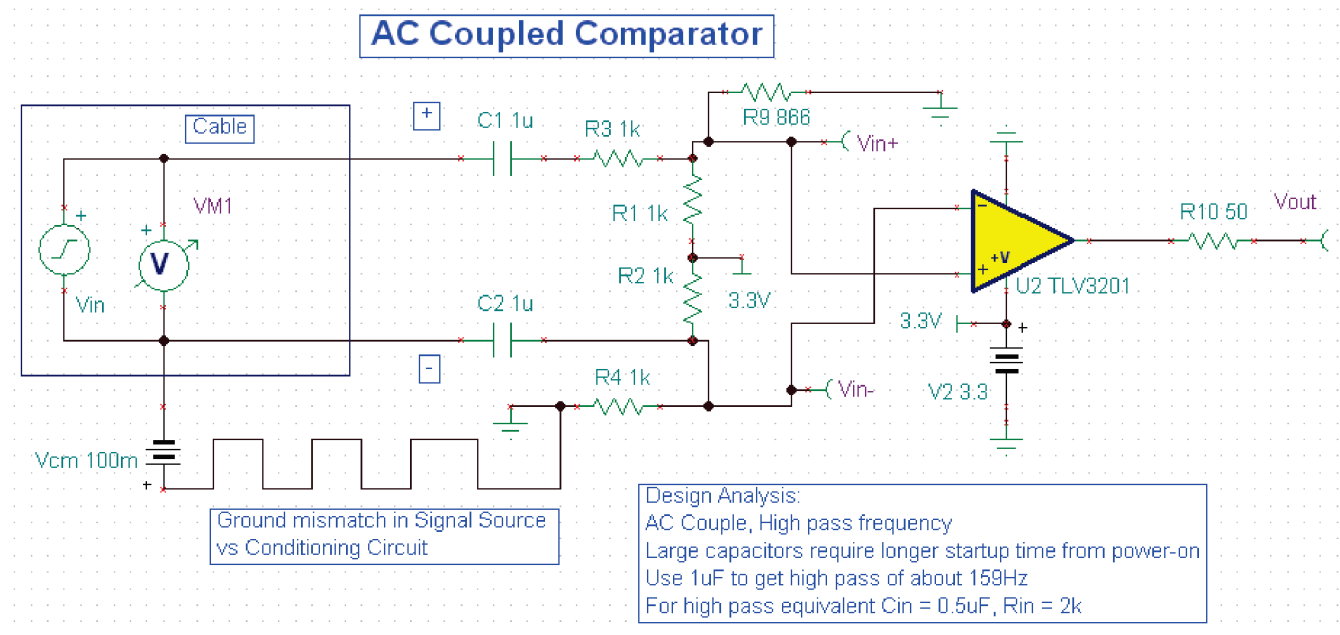 AC Coupled Comparator
Cable
+
C1 1u
R3 1k
R9 866
Vin+
VM1
+
+
V
Vin
R1 1k
R2 1k
3.3V
C2 1u
-
R4 1k
Vin-
-
+
+V
U2 TLV3201
R10 50
Vout
3.3V
+
V2 3.3
Vcm 100m
+
Ground mismatch in Signal Source
vs Conditioning Circuit
Design Analysis:
AC Couple, High pass frequency
Large capacitors require longer startup time from power-on
Use 1uF to get high pass of about 159Hz
For high pass equivalent Cin = 0.5uF, Rin = 2k